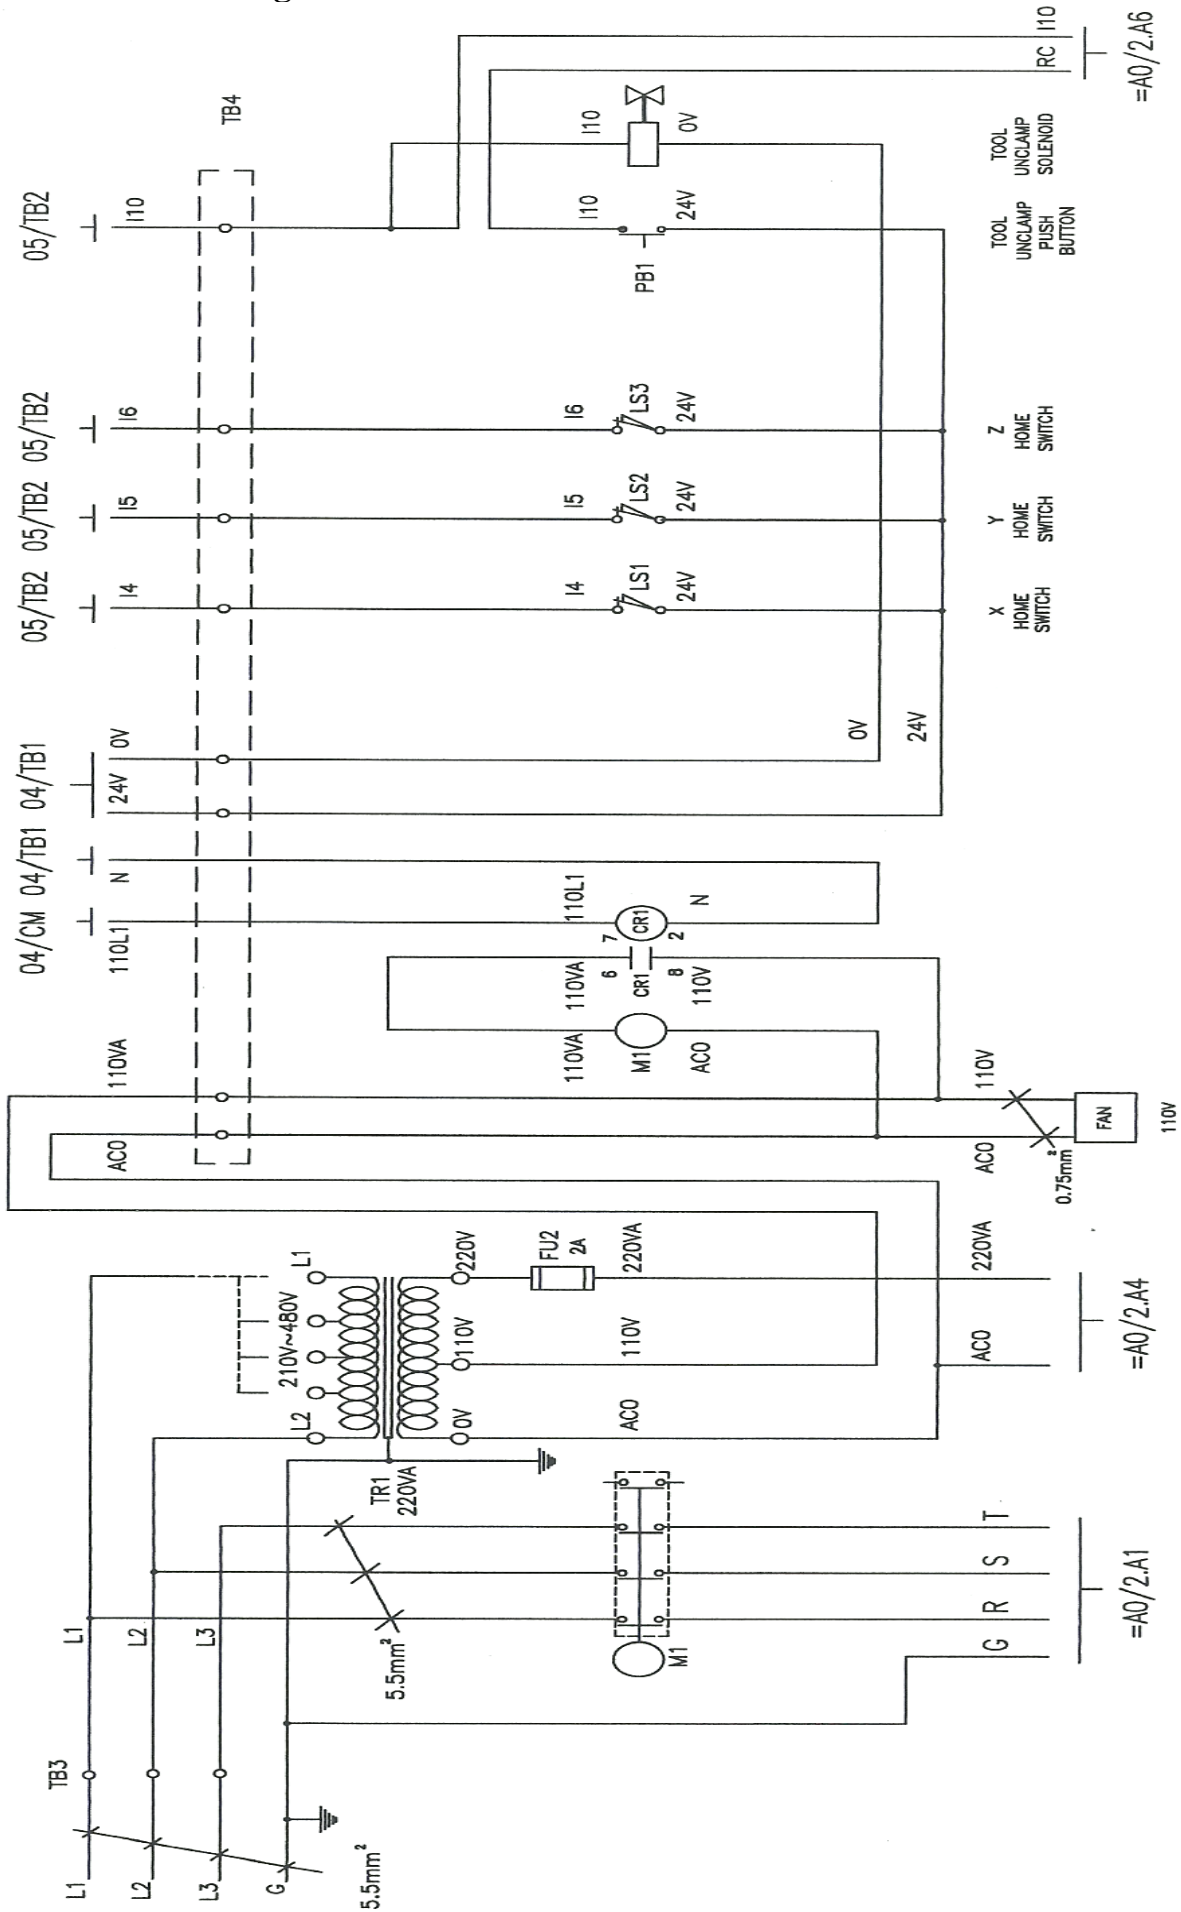 04/CM
04/TB1
04/TB1
05/TB2
05/TB2
05/TB2
05/TB2
TB3
L1
L1
ACO
110VA
110L1
N
24V
0V
I4
I5
I6
I10
L2
L2
L3
L3
TB4
G
L2
210V~480V
L1
5.5mm²
5.5mm²
TR1
220VA
0V
110V
220V
FU2
2A
110VA
110VA
110L1
I4
I5
I6
I10
I10
6
7
ACO
110V
220VA
M1
CR1
CR1
LS1
LS2
LS3
PB1
M1
8
2
ACO
110V
N
24V
24V
24V
24V
0V
0V
24V
G
R
S
T
ACO
220VA
ACO
110V
X
HOME
SWITCH
Y
HOME
SWITCH
Z
HOME
SWITCH
TOOL
UNCLAMP
PUSH
BUTTON
TOOL
UNCLAMP
SOLENOID
RC
I10
0.75mm²
FAN
110V
=A0/2.A1
=A0/2.A4
=A0/2.A6